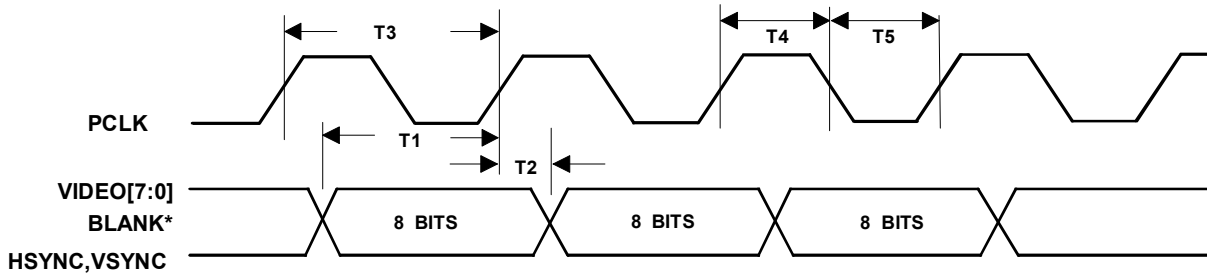 T3
T4
T5
PCLK
T1
T2
VIDEO[7:0]
BLANK*
8 BITS
8 BITS
8 BITS
HSYNC,VSYNC